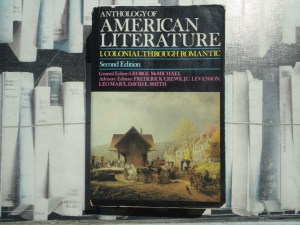 ANTHOLOGY OF
AMERICAN
LITERATURE
I. COLONIAL THROUGH ROMANTIC
Second Edition
General Editor: GEORGE McMICHAEL
Advisory Editors: FREDERICK CREWS, J.C. LEVENSON,
LEO MARX, DAVID E. SMITH